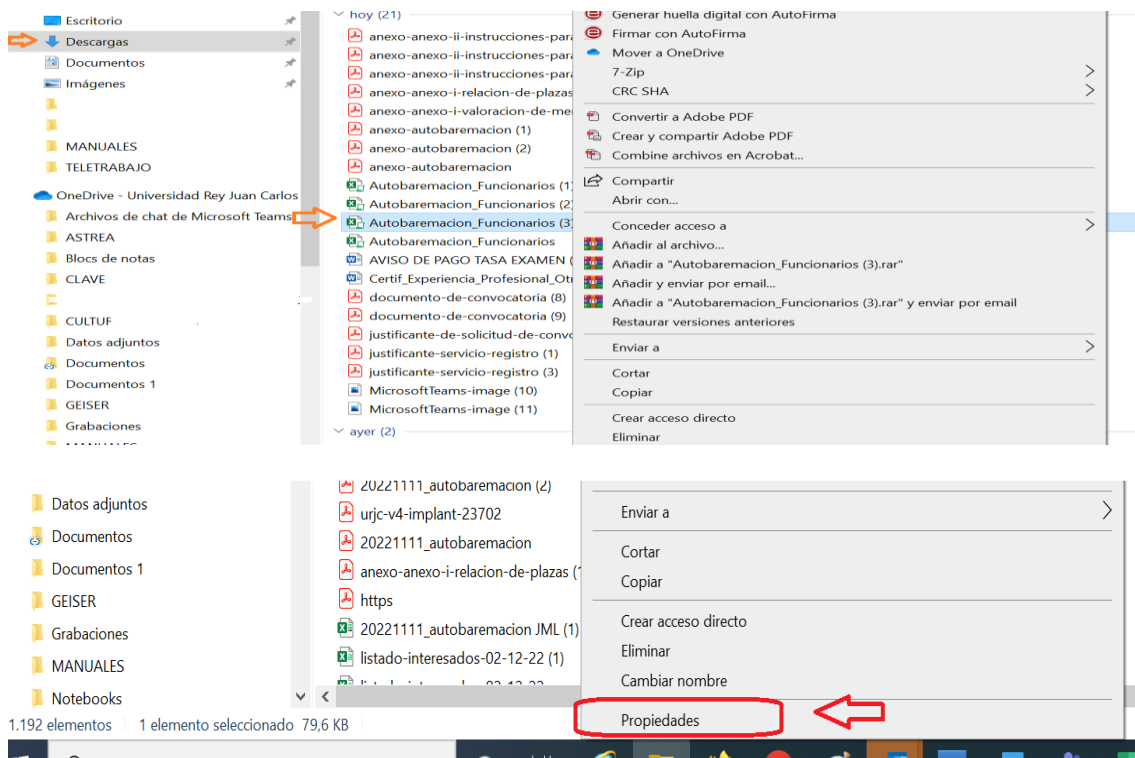 Escritorio
Descargas
Documentos
Imágenes
MANUALES
TELETRABAJO
OneDrive - Universidad Rey Juan Carlos
Archivos de chat de Microsoft Teams
ASTREA
Blocs de notas
CLAVE
CULTUF
Datos adjuntos
Documentos
Documentos 1
GEISER
Grabaciones
hoy (21)
anexo-anexo-ii-instrucciones-para
anexo-anexo-ii-instrucciones-para
anexo-anexo-ii-instrucciones-para
anexo-anexo-i-relacion-de-plazas
anexo-anexo-i-valoracion-de-mer
anexo-autobaremacion (1)
anexo-autobaremacion (2)
anexo-autobaremacion
Autobaremacion_Funcionarios (1)
Autobaremacion_Funcionarios (2)
Autobaremacion_Funcionarios (3)
Autobaremacion_Funcionarios
AVISO DE PAGO TASA EXAMEN (
Certif_Experiencia_Profesional_Otr
documento-de-convocatoria (8)
documento-de-convocatoria (9)
justificante-de-solicitud-de-convo
justificante-servicio-registro (1)
justificante-servicio-registro (3)
MicrosoftTeams-image (10)
MicrosoftTeams-image (11)
ayer (2)
Generar huella digital con AutoFirma
Firmar con AutoFirma
Mover a OneDrive
7-Zip
CRC SHA
Convertir a Adobe PDF
Crear y compartir Adobe PDF
Combine archivos en Acrobat...
Compartir
Abrir con...
Conceder acceso a
Añadir al archivo...
Añadir a "Autobaremacion_Funcionarios (3).rar"
Añadir y enviar por email...
Añadir a "Autobaremacion_Funcionarios (3).rar" y enviar por email
Restaurar versiones anteriores
Enviar a
Cortar
Copiar
Crear acceso directo
Eliminar
Datos adjuntos
Documentos
Documentos 1
GEISER
Grabaciones
MANUALES
Notebooks
20221111_autobaremacion (2)
urjc-v4-implant-23702
20221111_autobaremacion
anexo-anexo-i-relacion-de-plazas (1
https
20221111_autobaremacion JML (1)
listado-interesados-02-12-22 (1)
Enviar a
Cortar
Copiar
Crear acceso directo
Eliminar
Cambiar nombre
Propiedades
1.192 elementos
1 elemento seleccionado 79,6 KB